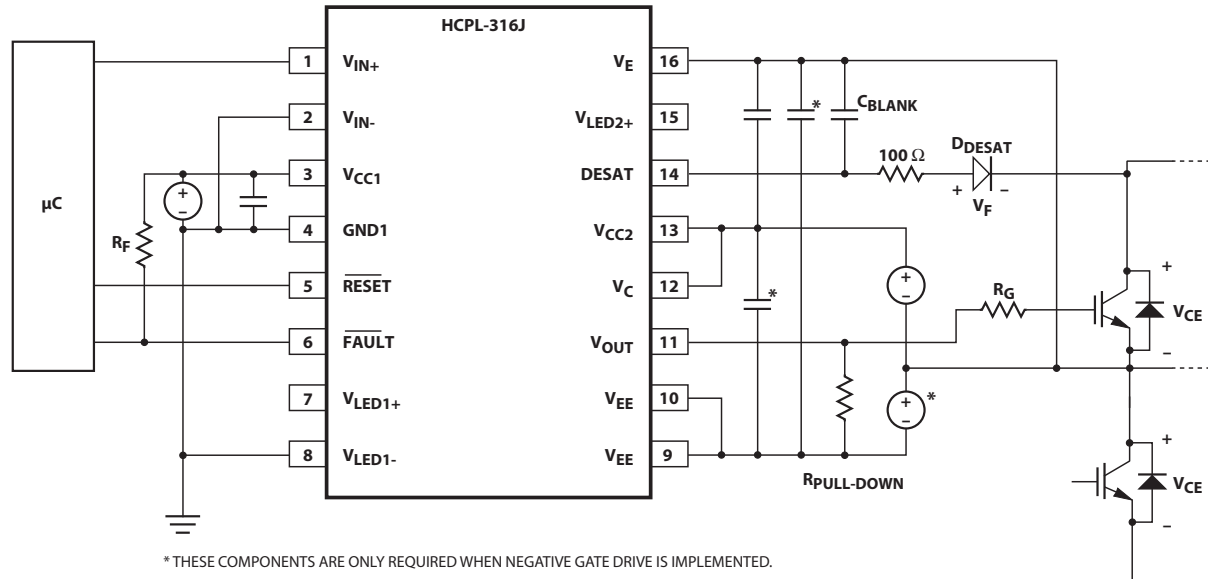 HCPL-316J
µC
1 VIN+
2 VIN-
3 VCC1
4 GND1
5 RESET
6 FAULT
7 VLED1+
8 VLED1-
VE 16
VLED2+ 15
DESAT 14
VCC2 13
VC 12
VOUT 11
VEE 10
VEE 9
RF
+
–
*
CBLANK
100 Ω
DDESAT
+ –
VF
*
+
–
RG
+
VCE
–
+
–
*
RPULL-DOWN
+
VCE
–
* THESE COMPONENTS ARE ONLY REQUIRED WHEN NEGATIVE GATE DRIVE IS IMPLEMENTED.